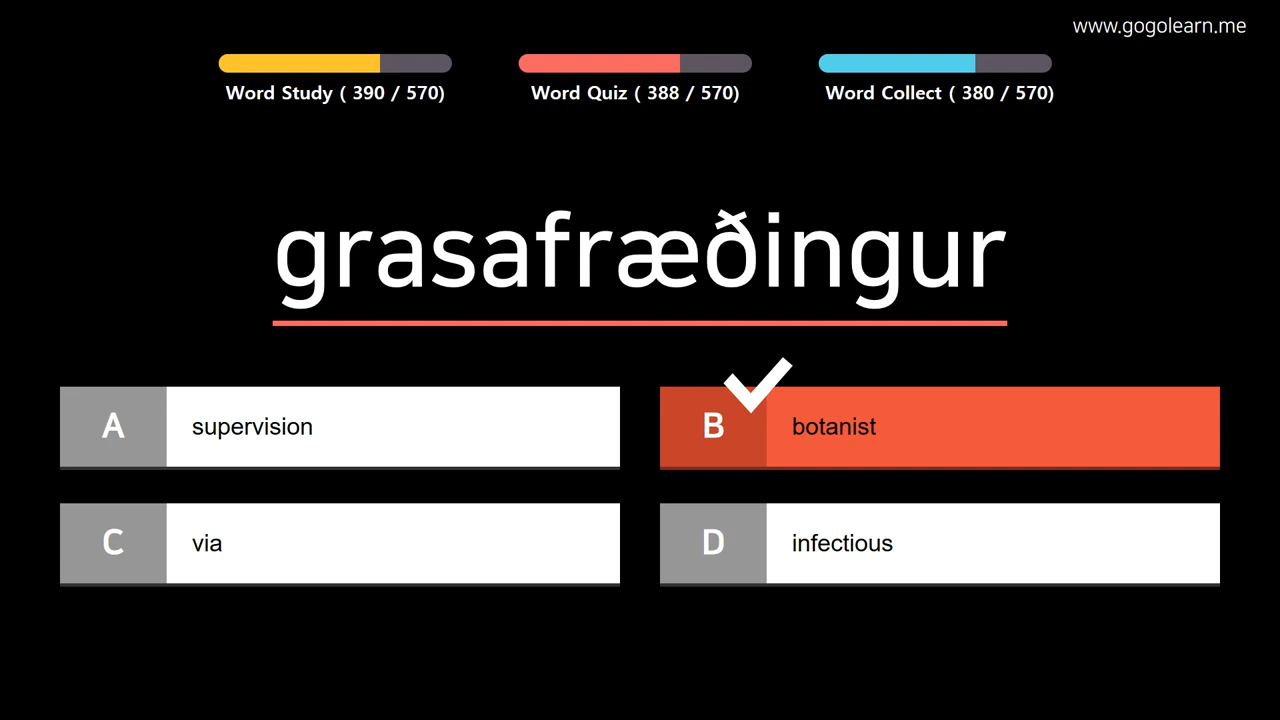 www.gogolearn.me
Word Study ( 390 / 570)
Word Quiz ( 388 / 570)
Word Collect ( 380 / 570)
grasafræðingur
A supervision
B botanist
C via
D infectious